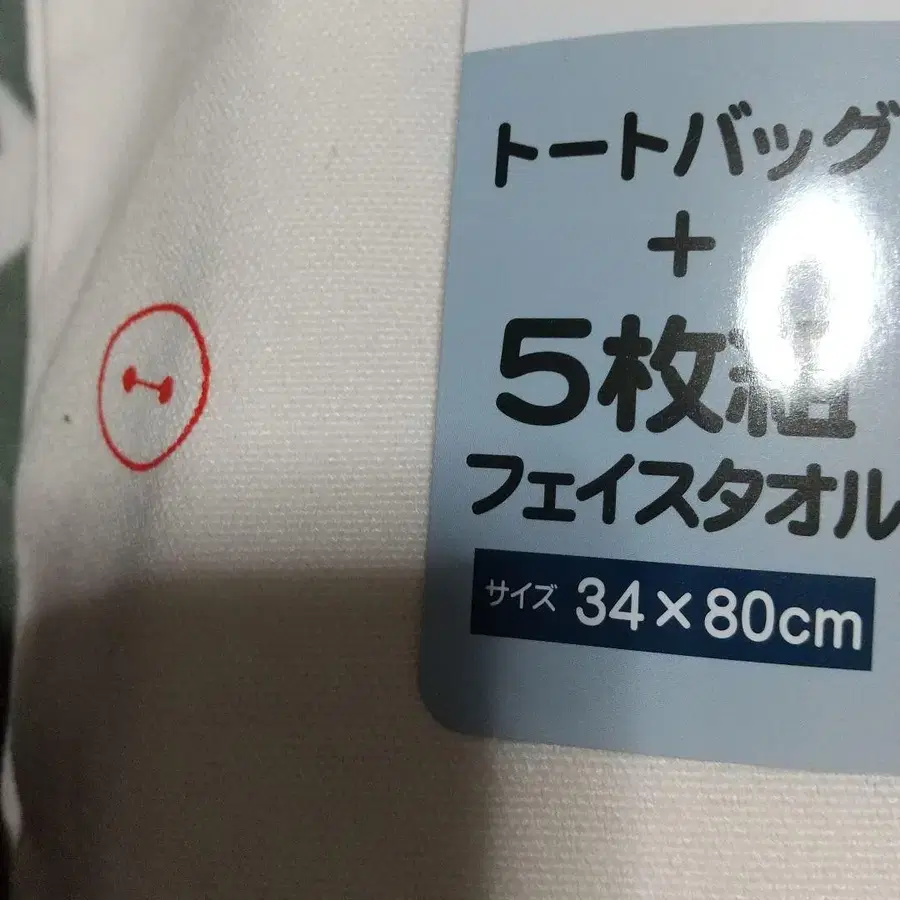 トートバッグ
+
5枚組
フェイスタオル
サイズ 34×80cm